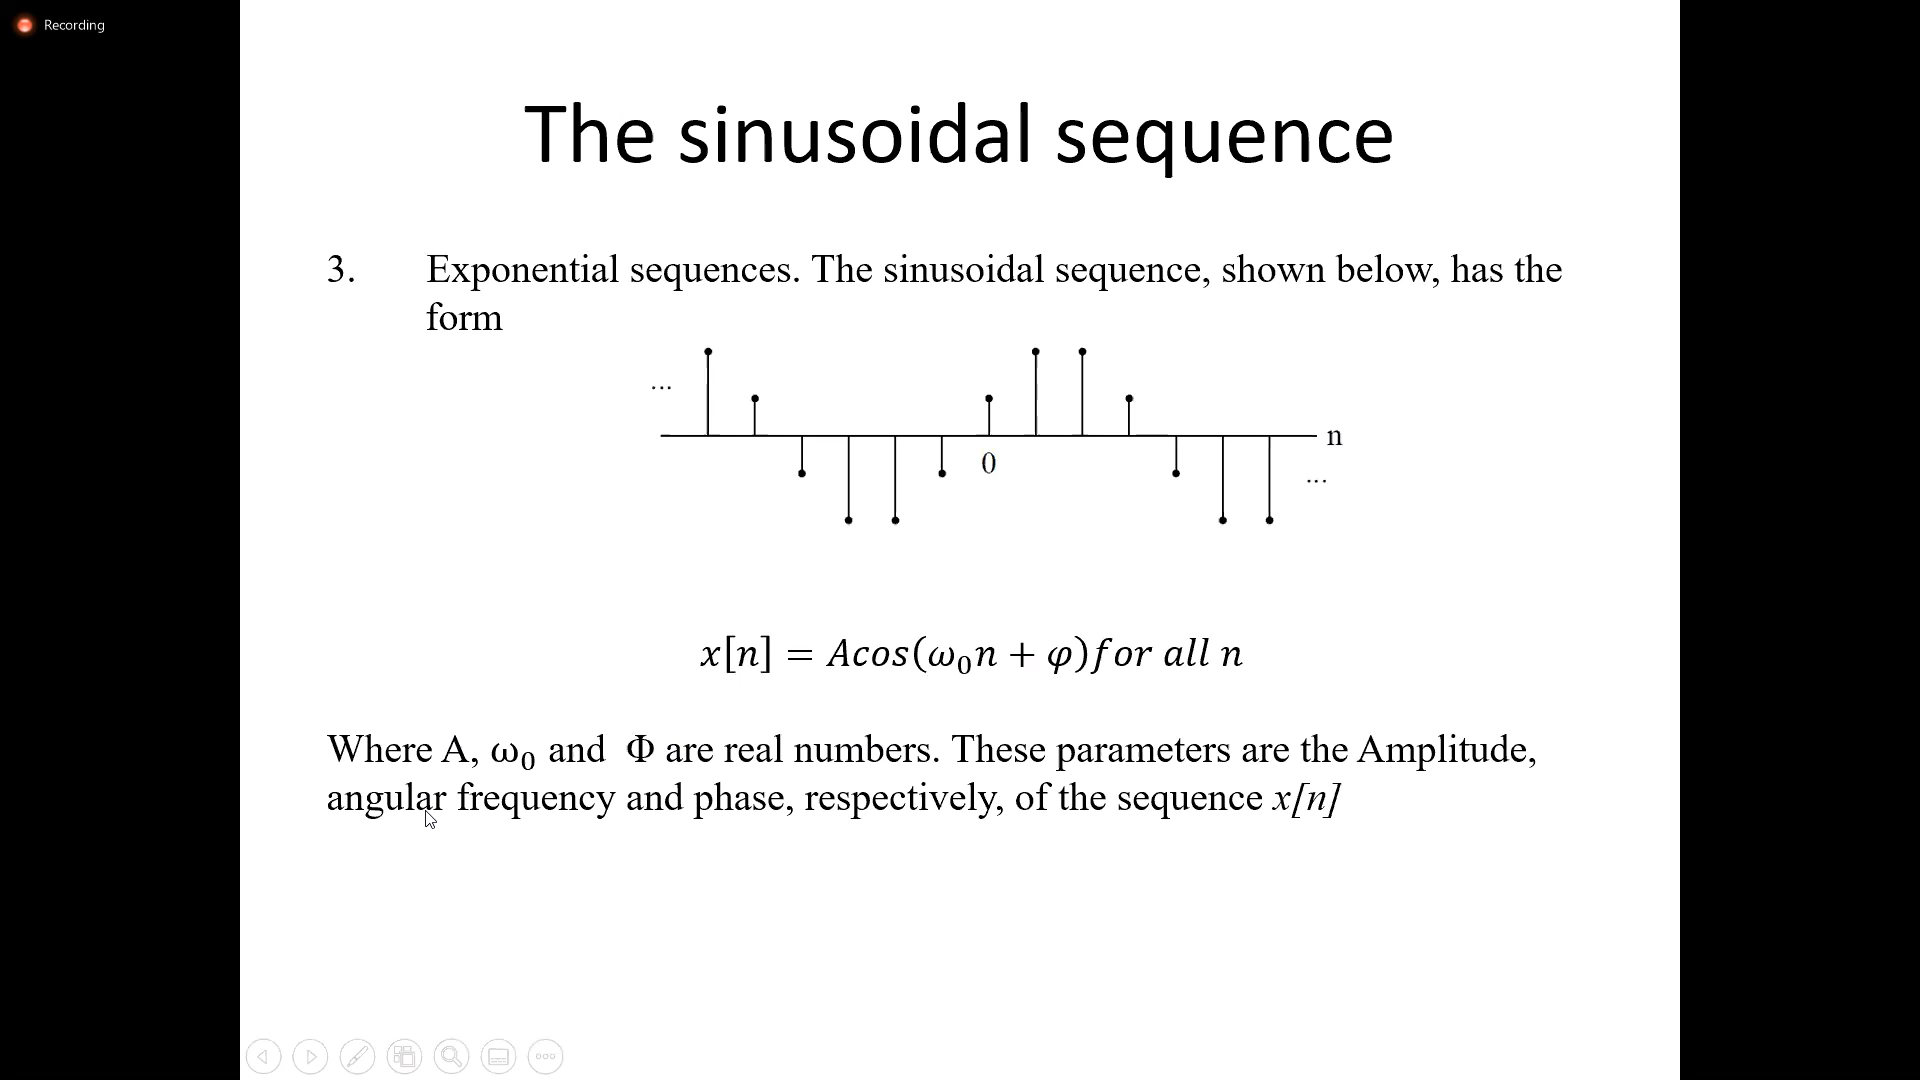 Recording
The sinusoidal sequence
3. Exponential sequences. The sinusoidal sequence, shown below, has the
form
...
n
0
...
x[n] = Acos(ω₀n + φ)for all n
Where A, ω₀ and Φ are real numbers. These parameters are the Amplitude,
angular frequency and phase, respectively, of the sequence x[n]